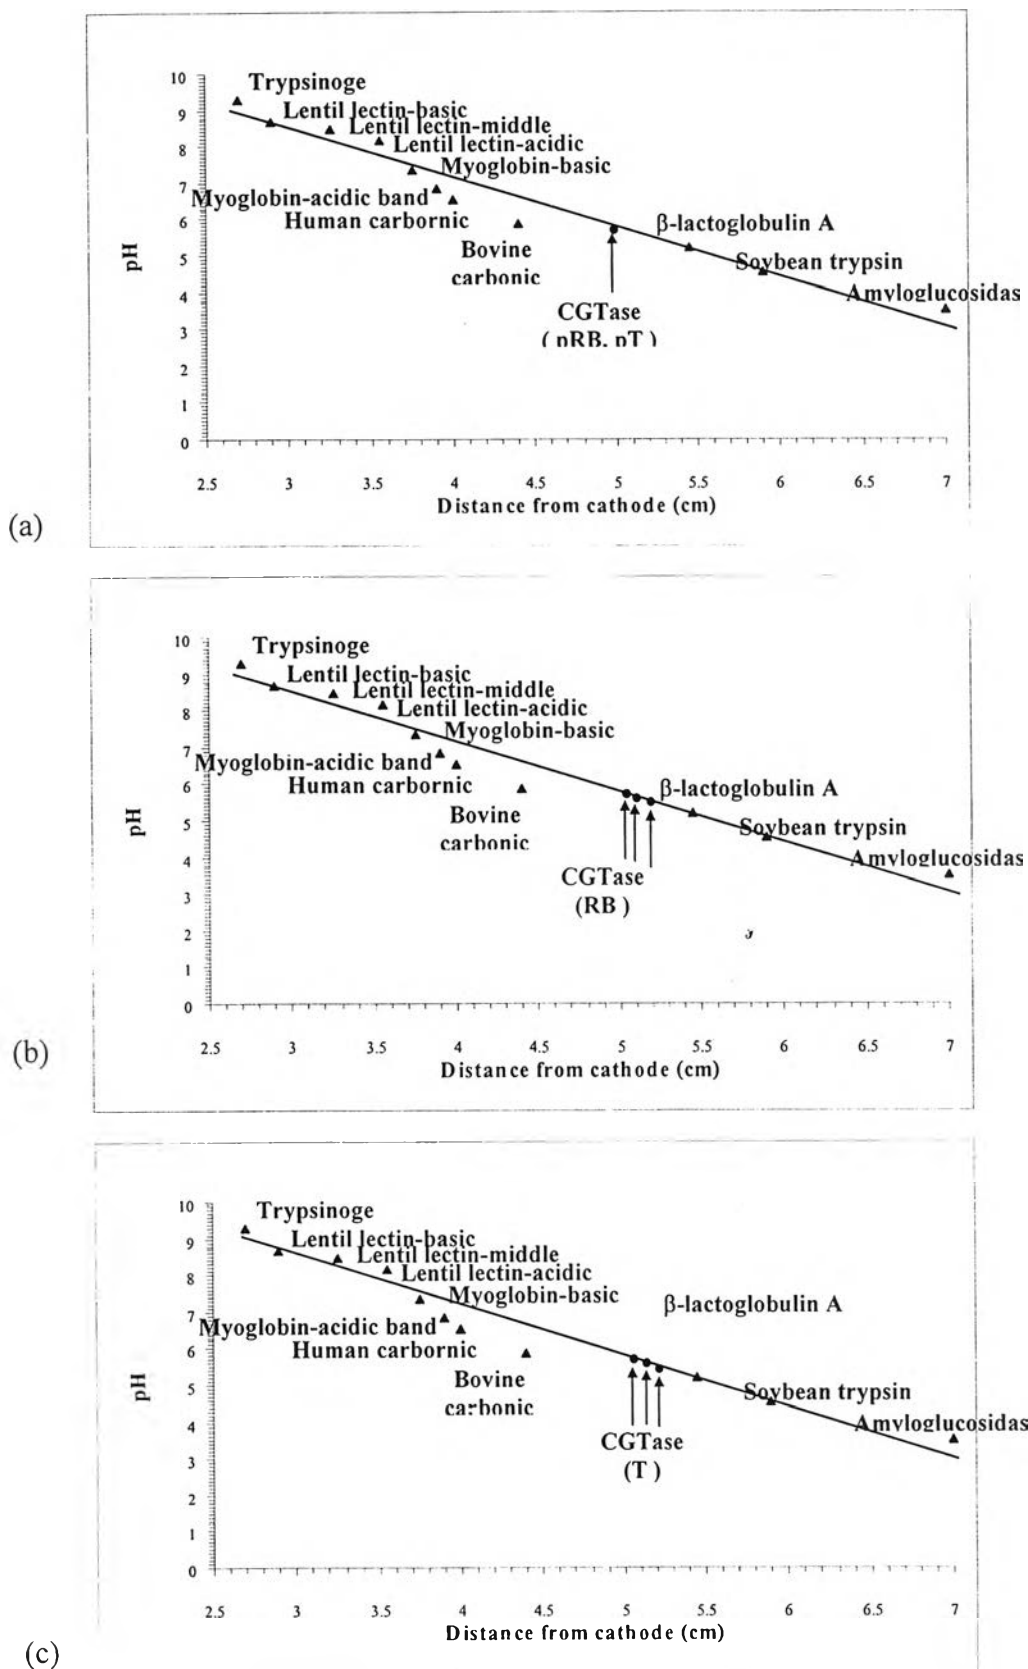 10
Trypsinoge
9
Lentil lectin-basic
Lentil lectin-middle
8
Lentil lectin-acidic
7
Myoglobin-basic
Myoglobin-acidic band
6
Human carbornic
β-lactoglobulin A
pH
Bovine
carbonic
5
Soybean trypsin
4
Amyloglucosidas
CGTase
3
( nRB, nT )
2
1
0
2.5 3 3.5 4 4.5 5 5.5 6 6.5 7
Distance from cathode (cm)
(a)
10
Trypsinoge
9
Lentil lectin-basic
Lentil lectin-middle
8
Lentil lectin-acidic
7
Myoglobin-basic
Myoglobin-acidic band
6
Human carbornic
β-lactoglobulin A
pH
Bovine
carbonic
5
Soybean trypsin
4
Amyloglucosidas
CGTase
3
(RB )
2
1
0
2.5 3 3.5 4 4.5 5 5.5 6 6.5 7
Distance from cathode (cm)
(b)
10
Trypsinoge
9
Lentil lectin-basic
Lentil lectin-middle
8
Lentil lectin-acidic
Myoglobin-basic
β-lactoglobulin A
7
Myoglobin-acidic band
6
Human carbornic
pH
Bovine
carbonic
5
Soybean trypsin
4
Amyloglucosidas
CGTase
3
(T )
2
1
0
2.5 3 3.5 4 4.5 5 5.5 6 6.5 7
Distance from cathode (cm)
(c)